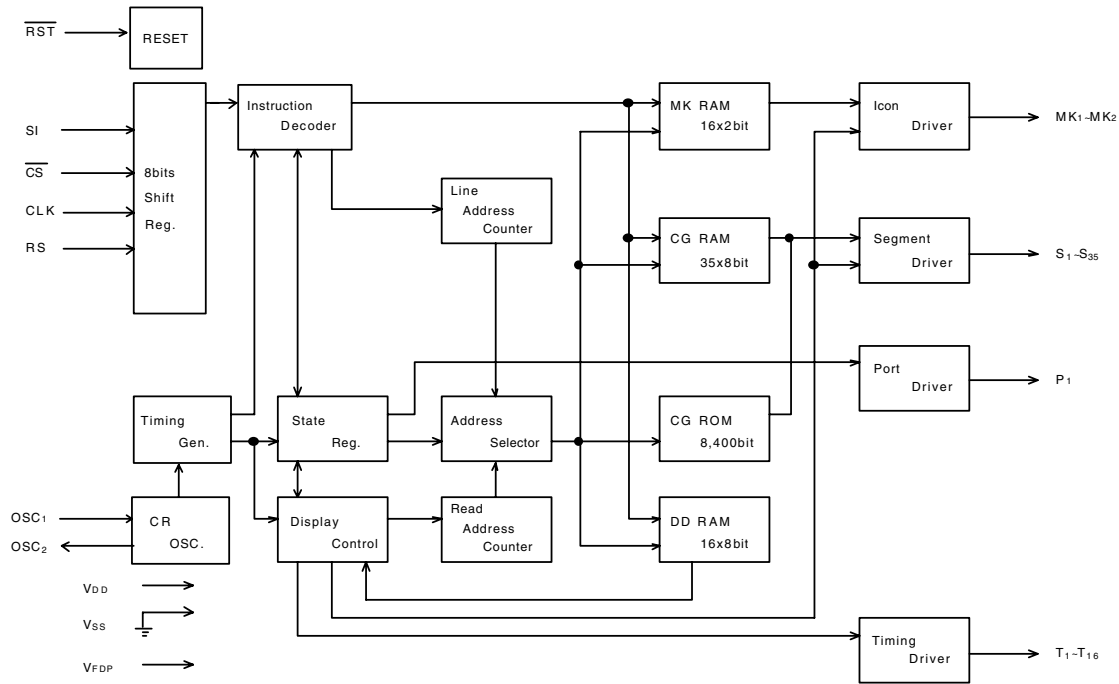 RST
RESET
SI
CS
CLK
RS
8bits
Shift
Reg.
Instruction
Decoder
Line
Address
Counter
MK RAM
16x2bit
Icon
Driver
MK1~MK2
CG RAM
35x8bit
Segment
Driver
S1~S35
Port
Driver
P1
Timing
Gen.
State
Reg.
Address
Selector
CG ROM
8,400bit
OSC1
OSC2
CR
OSC.
Display
Control
Read
Address
Counter
DD RAM
16x8bit
VDD
VSS
VFDP
Timing
Driver
T1~T16